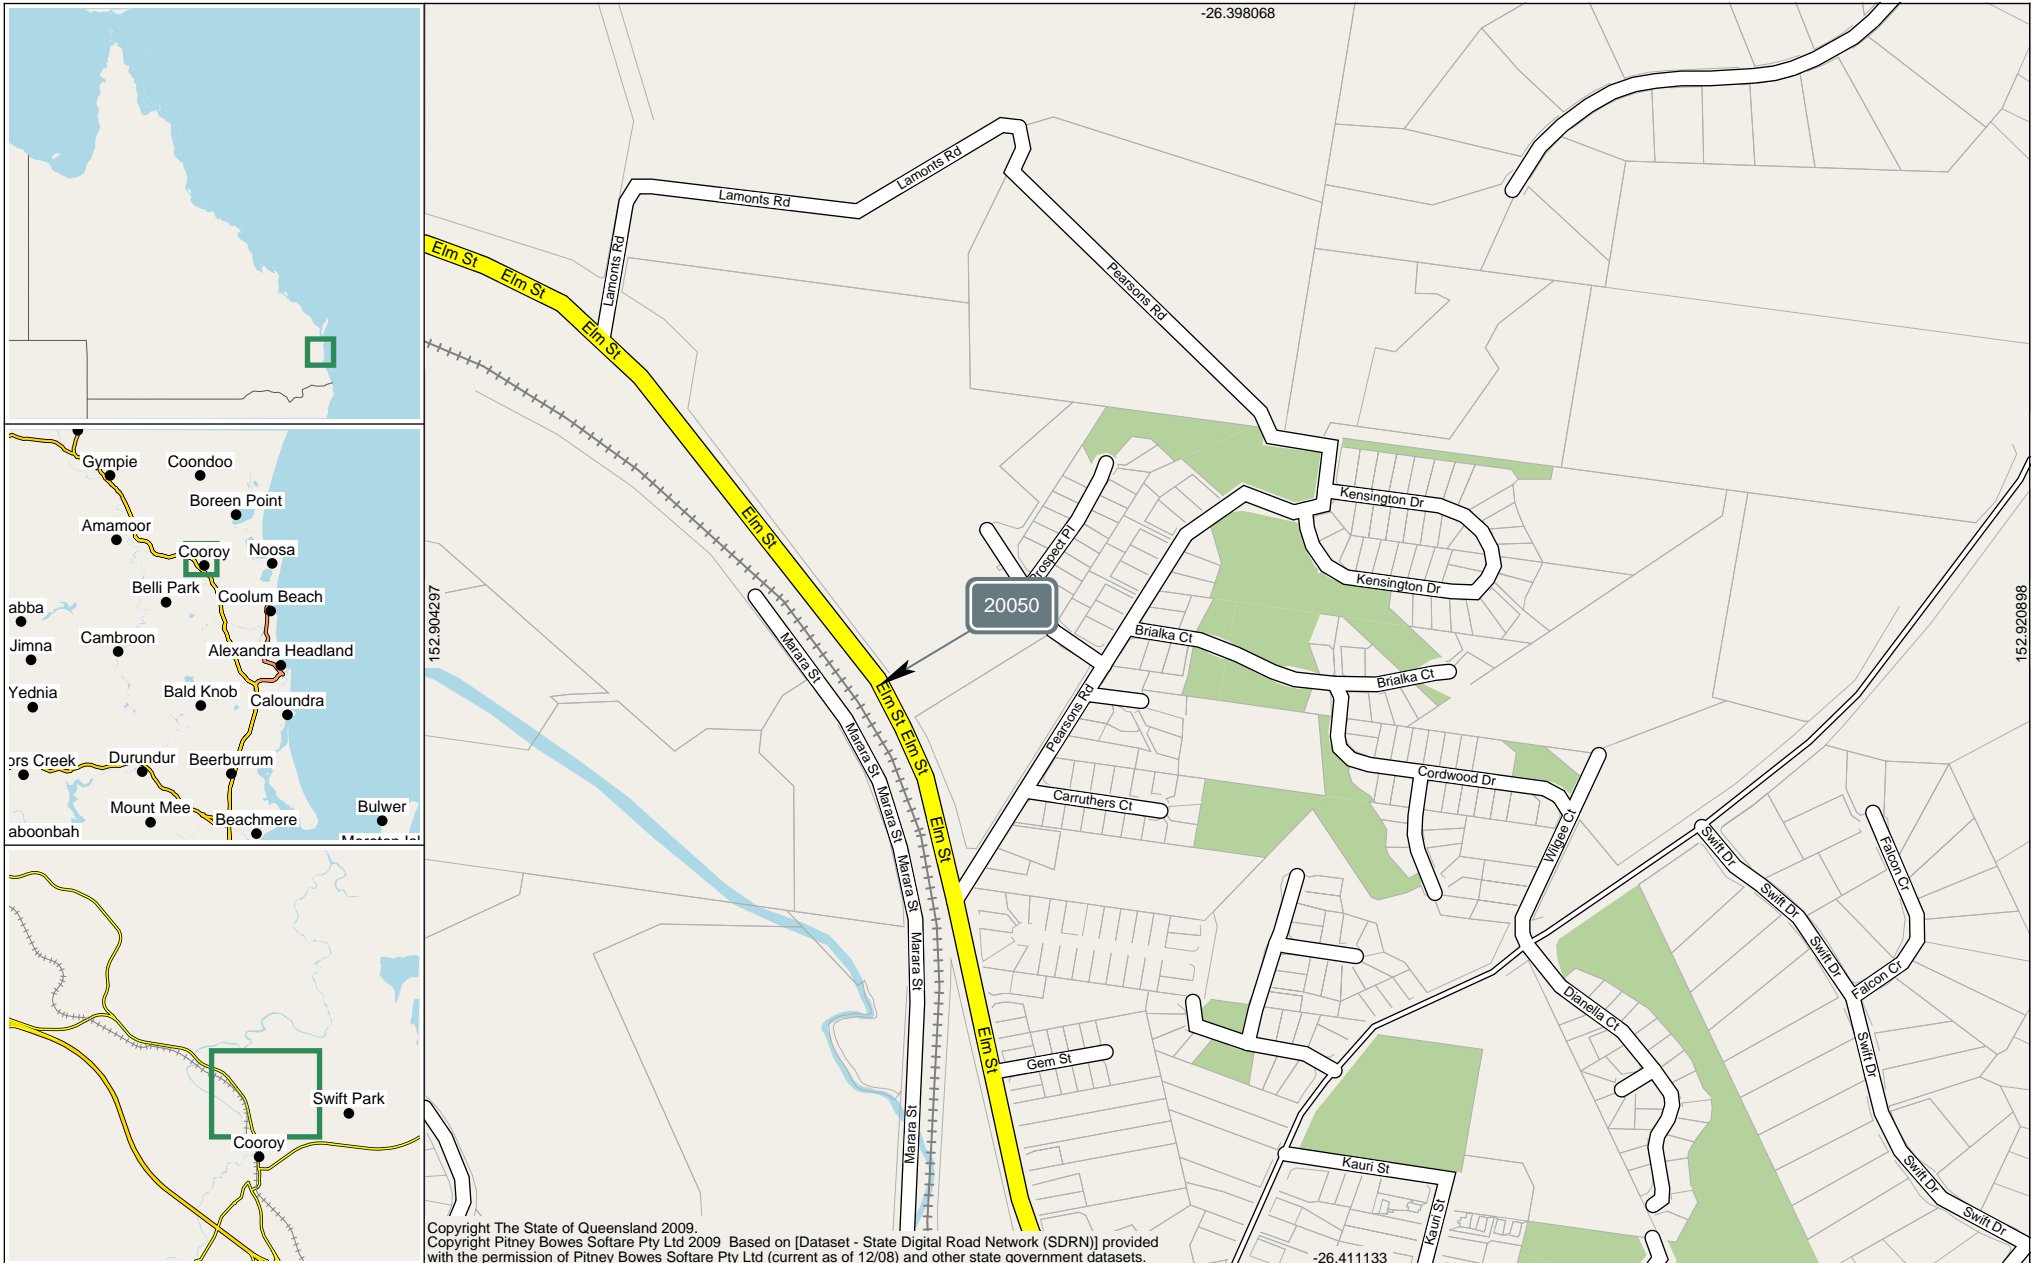 -26.398068
152.904297
152.920898
-26.411133
Lamonts Rd
Lamonts Rd
Lamonts Rd
Elm St
Elm St
Elm St
Elm St
Elm St
Elm St
Elm St
Elm St
Pearsons Rd
Pearsons Rd
Prospect Pl
Kensington Dr
Kensington Dr
20050
Brialka Ct
Brialka Ct
Marara St
Marara St
Marara St
Marara St
Marara St
Marara St
Carruthers Ct
Cordwood Dr
Wilgee Ct
Swift Dr
Swift Dr
Swift Dr
Swift Dr
Swift Dr
Swift Dr
Falcon Cr
Falcon Cr
Dianella Ct
Gem St
Kauri St
Kauri St
Gympie
Coondoo
Boreen Point
Amamoor
Cooroy
Noosa
Belli Park
Coolum Beach
abba
Cambroon
Jimna
Alexandra Headland
Yednia
Bald Knob
Caloundra
ors Creek
Durundur
Beerburrum
Mount Mee
Bulwer
Beachmere
aboonbah
Swift Park
Cooroy
Copyright The State of Queensland 2009.
Copyright Pitney Bowes Softare Pty Ltd 2009 Based on [Dataset - State Digital Road Network (SDRN)] provided
with the permission of Pitney Bowes Softare Pty Ltd (current as of 12/08) and other state government datasets.